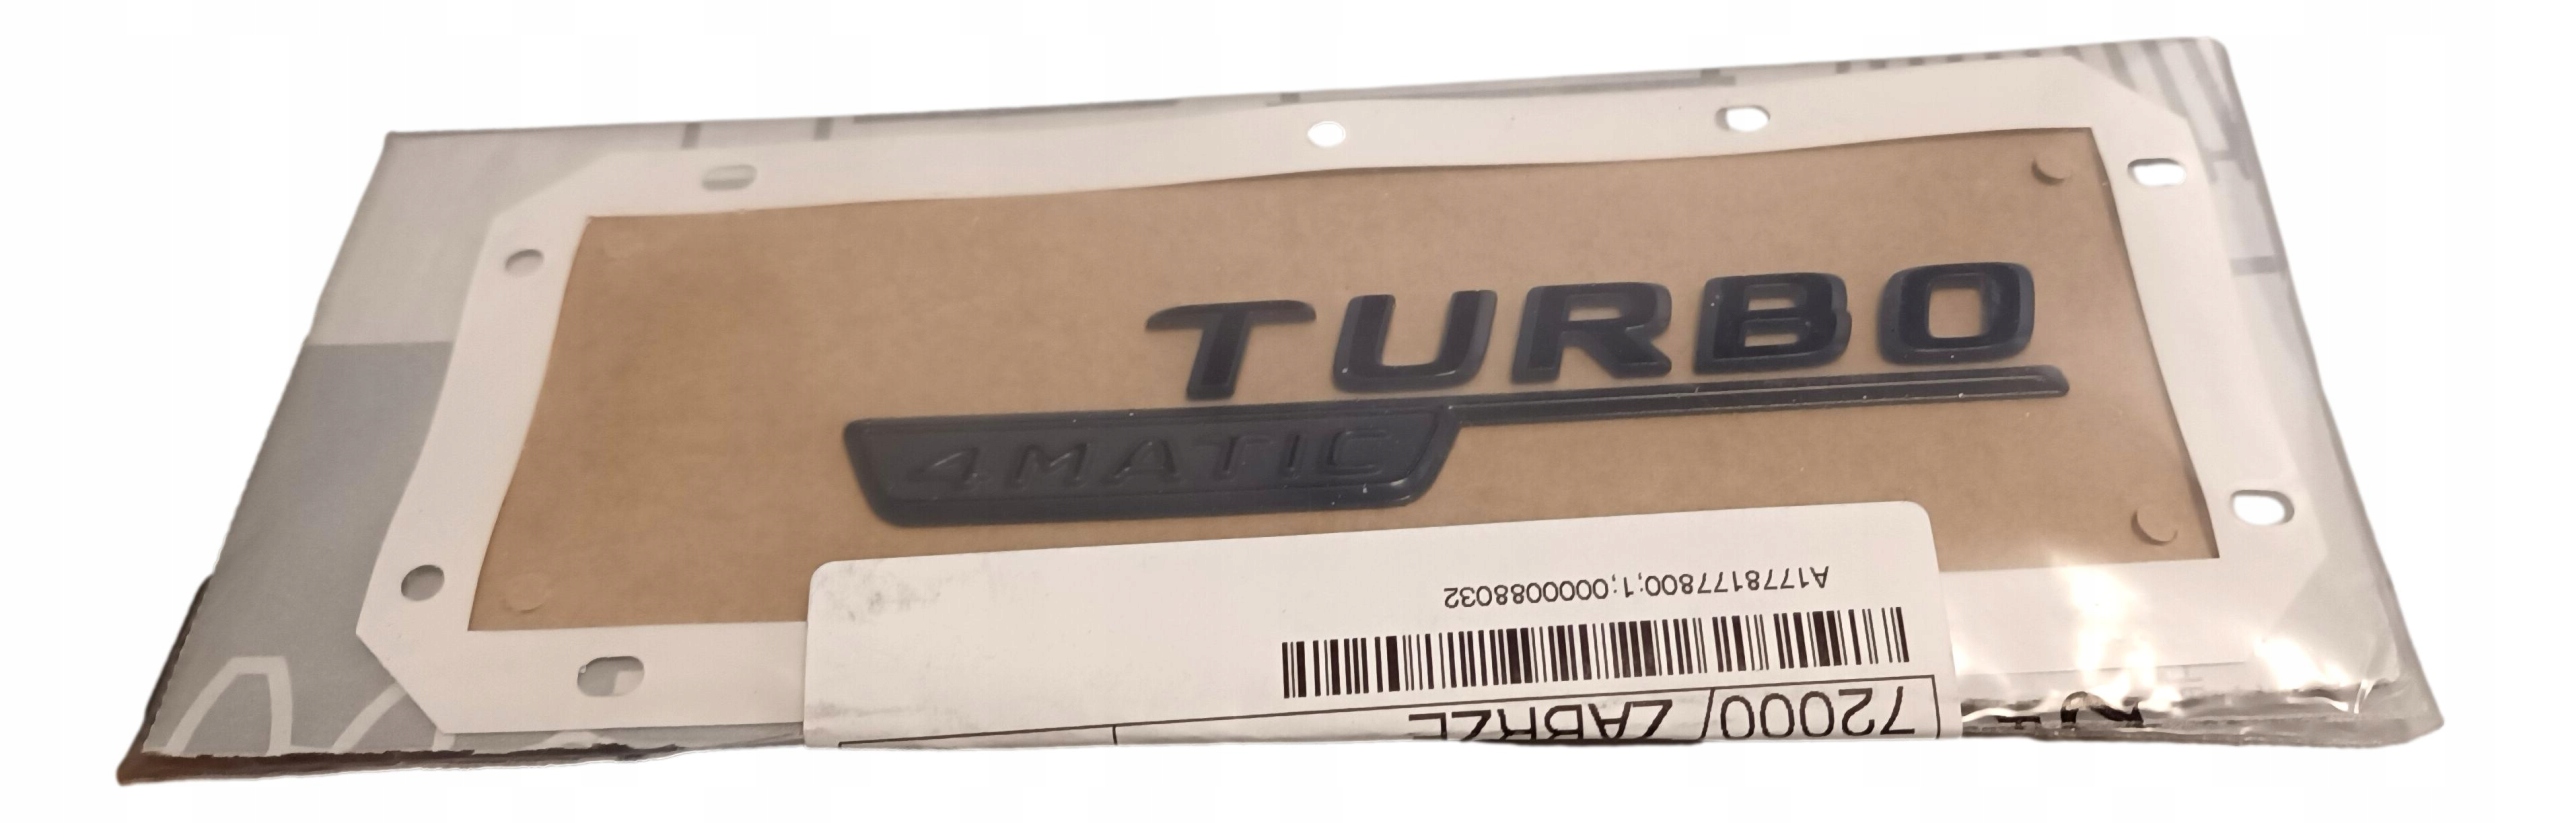 TURBO
4MATIC
A1778177800;1;0000088032
72000/ ZABRZE